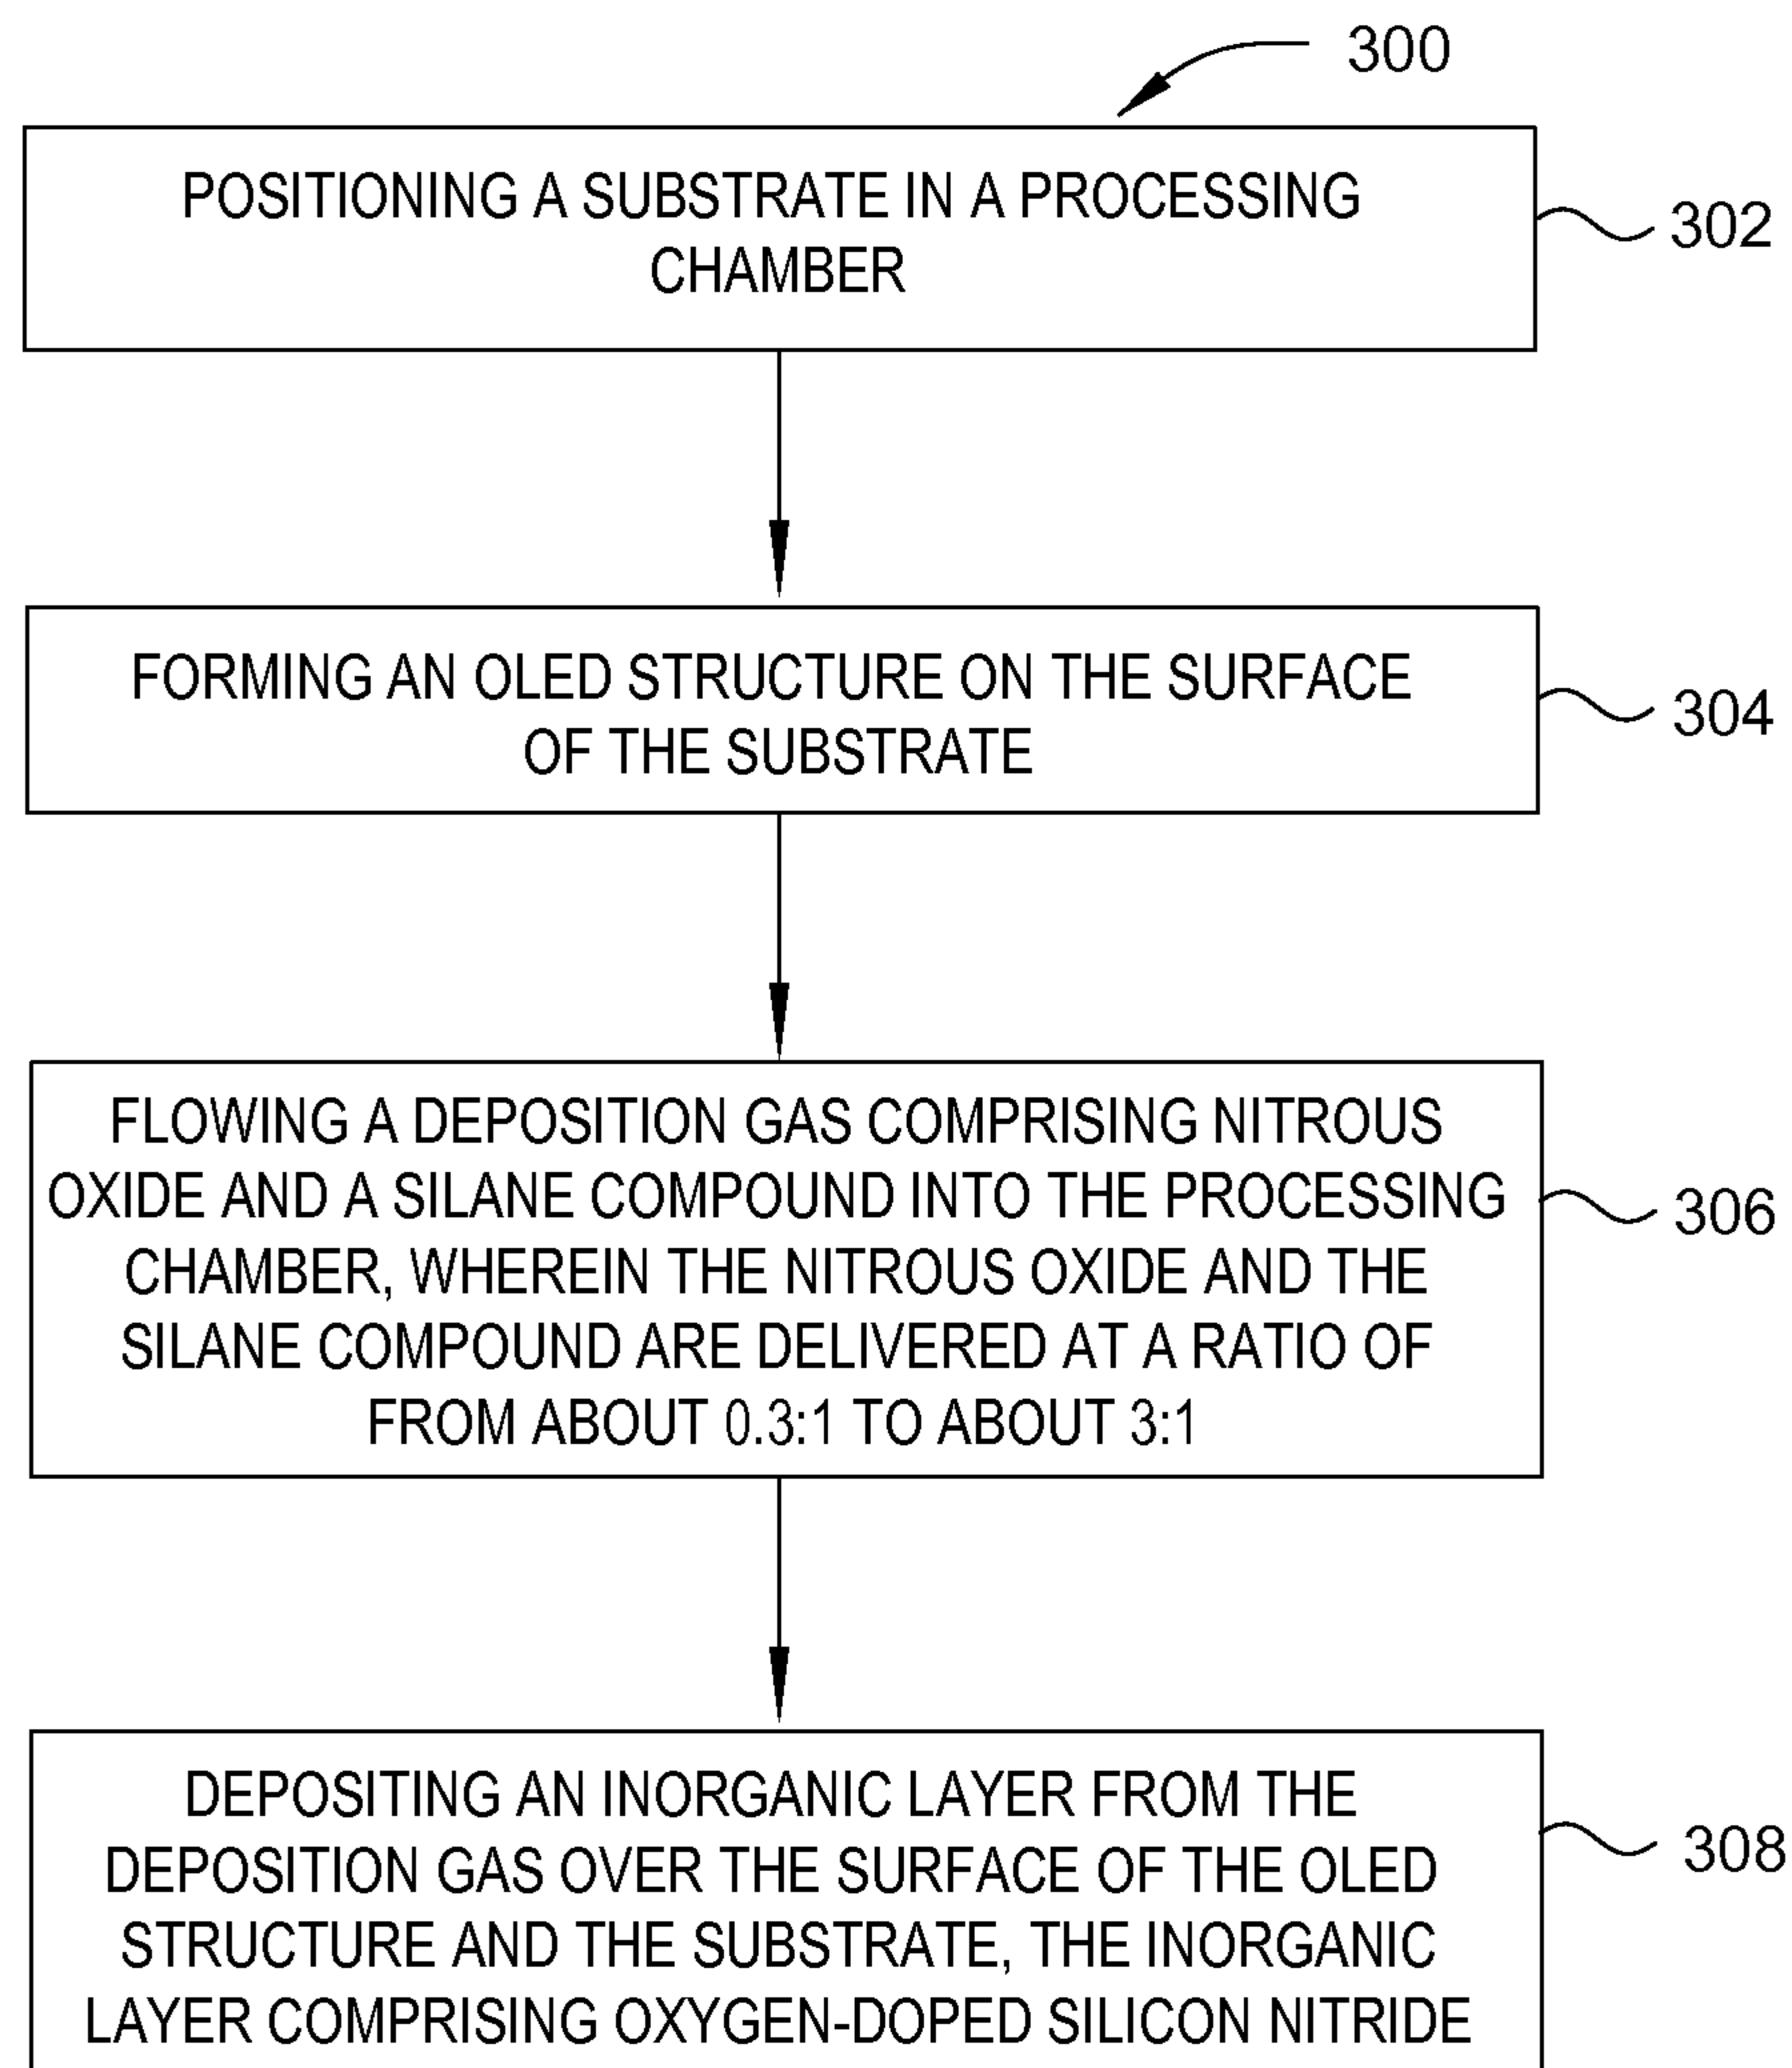 300
POSITIONING A SUBSTRATE IN A PROCESSING
CHAMBER
302
FORMING AN OLED STRUCTURE ON THE SURFACE
OF THE SUBSTRATE
304
FLOWING A DEPOSITION GAS COMPRISING NITROUS
OXIDE AND A SILANE COMPOUND INTO THE PROCESSING
CHAMBER, WHEREIN THE NITROUS OXIDE AND THE
SILANE COMPOUND ARE DELIVERED AT A RATIO OF
FROM ABOUT 0.3:1 TO ABOUT 3:1
306
DEPOSITING AN INORGANIC LAYER FROM THE
DEPOSITION GAS OVER THE SURFACE OF THE OLED
STRUCTURE AND THE SUBSTRATE, THE INORGANIC
LAYER COMPRISING OXYGEN-DOPED SILICON NITRIDE
308